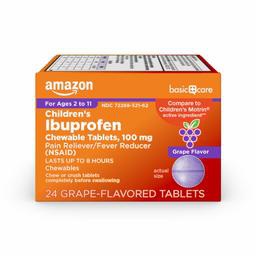 amazon
basic care
For Ages 2 to 11
NDC 72288-521-62
Children's
Ibuprofen
Chewable Tablets, 100 mg
Pain Reliever/Fever Reducer
(NSAID)
LASTS UP TO 8 HOURS
Chewables
Chew or crush tablets
completely before swallowing
Compare to
Children's Motrin®
active ingredient**
Grape Flavor
actual
size
24 GRAPE-FLAVORED TABLETS